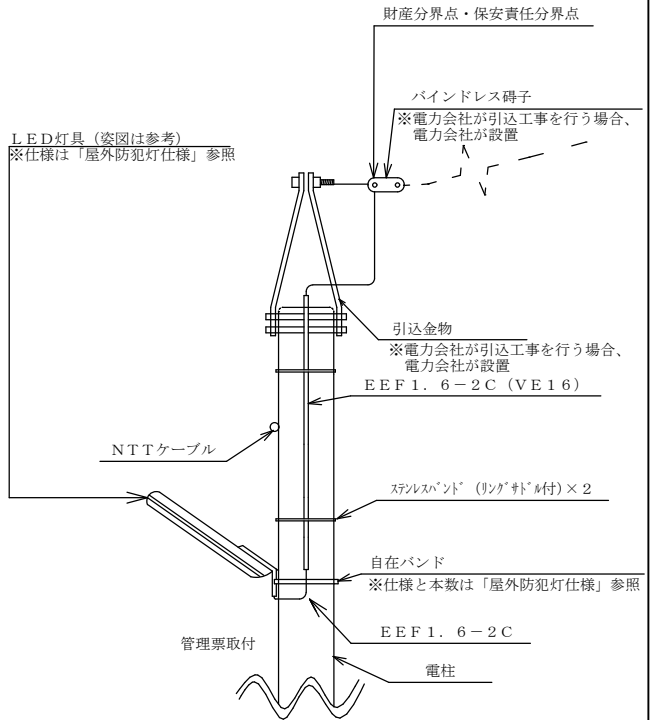 財産分界点・保安責任分界点
バインドレス碍子
※電力会社が引込工事を行う場合、
電力会社が設置
LED灯具（姿図は参考）
※仕様は「屋外防犯灯仕様」参照
引込金物
※電力会社が引込工事を行う場合、
電力会社が設置
EEF1．6－2C（VE16）
NTTケーブル
ｽﾃﾝﾚｽﾊﾞﾝﾄﾞ（ﾘﾝｸﾞｻﾄﾞﾙ付）×2
自在バンド
※仕様と本数は「屋外防犯灯仕様」参照
EEF1．6－2C
管理票取付
電柱